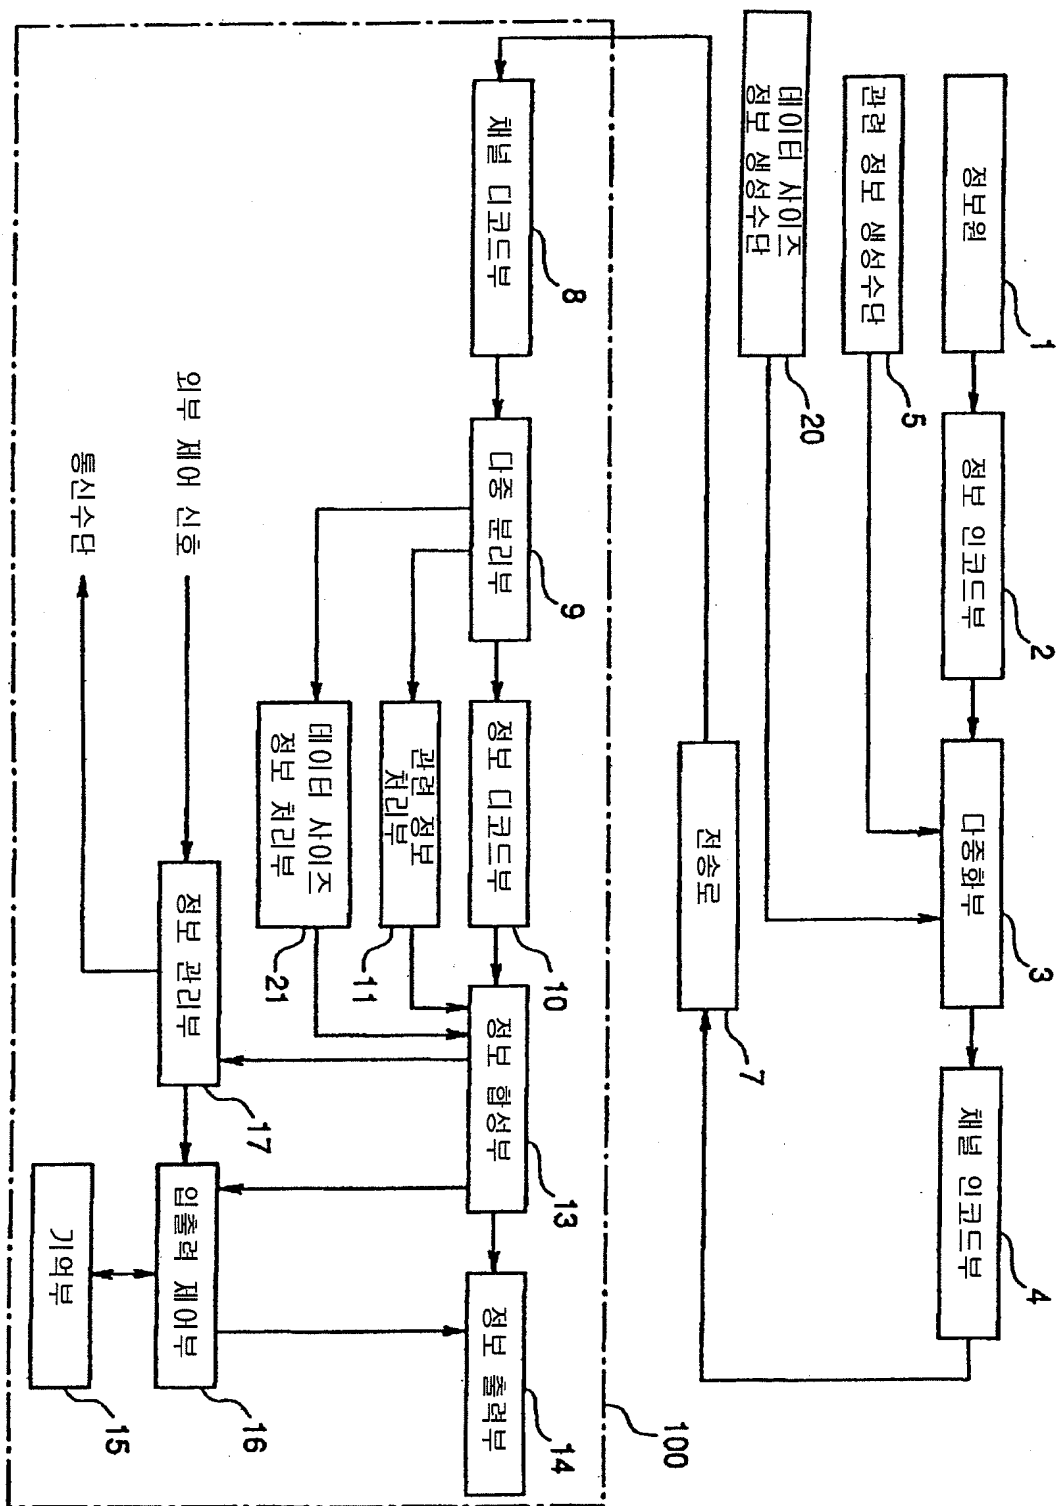 정보원
1
정보 인코드부
2
다중화부
3
채널 인코드부
4
관련 정보 생성수단
5
데이터 사이즈
정보 생성수단
20
전송로
7
100
채널 디코드부
8
다중 분리부
9
정보 디코드부
10
정보 합성부
13
정보 출력부
14
관련 정보
처리부
11
데이터 사이즈
정보 처리부
21
외부 제어 신호
정보 관리부
17
입출력 제어부
16
통신수단
기억부
15